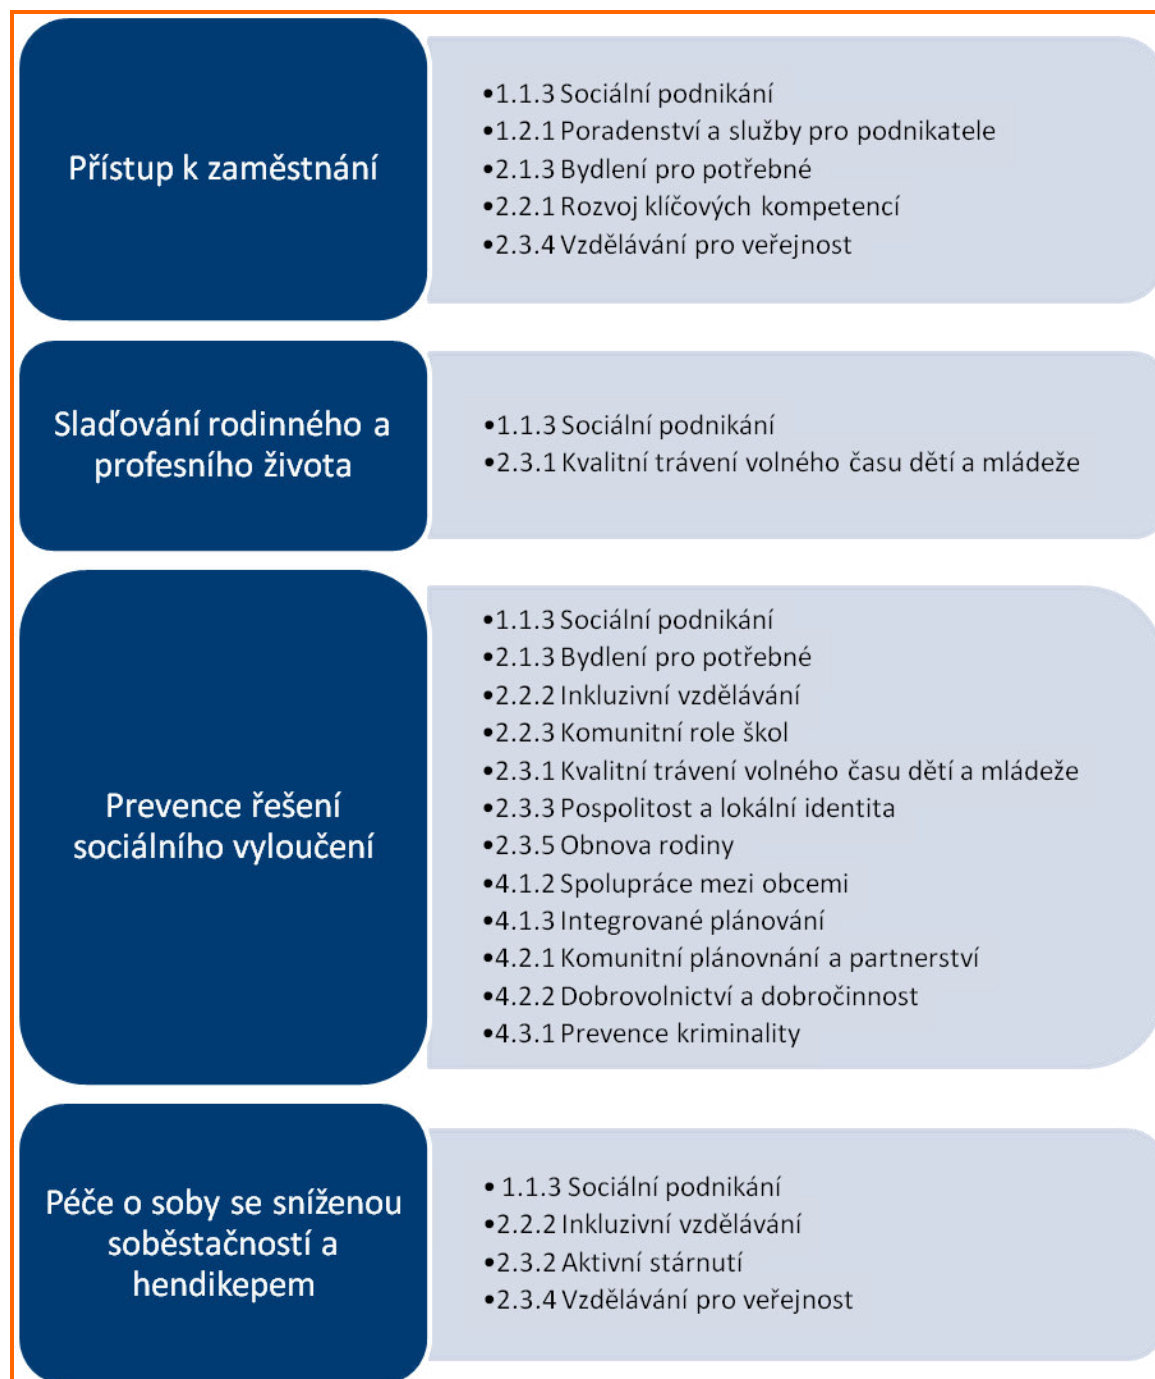 Přístup k zaměstnání
•1.1.3 Sociální podnikání
•1.2.1 Poradenství a služby pro podnikatele
•2.1.3 Bydlení pro potřebné
•2.2.1 Rozvoj klíčových kompetencí
•2.3.4 Vzdělávání pro veřejnost
Slaďování rodinného a
profesního života
•1.1.3 Sociální podnikání
•2.3.1 Kvalitní trávení volného času dětí a mládeže
Prevence řešení
sociálního vyloučení
•1.1.3 Sociální podnikání
•2.1.3 Bydlení pro potřebné
•2.2.2 Inkluzivní vzdělávání
•2.2.3 Komunitní role škol
•2.3.1 Kvalitní trávení volného času dětí a mládeže
•2.3.3 Pospolitost a lokální identita
•2.3.5 Obnova rodiny
•4.1.2 Spolupráce mezi obcemi
•4.1.3 Integrované plánování
•4.2.1 Komunitní plánovnání a partnerství
•4.2.2 Dobrovolnictví a dobročinnost
•4.3.1 Prevence kriminality
Péče o soby se sníženou
soběstačností a
hendikepem
• 1.1.3 Sociální podnikání
•2.2.2 Inkluzivní vzdělávání
•2.3.2 Aktivní stárnutí
•2.3.4 Vzdělávání pro veřejnost